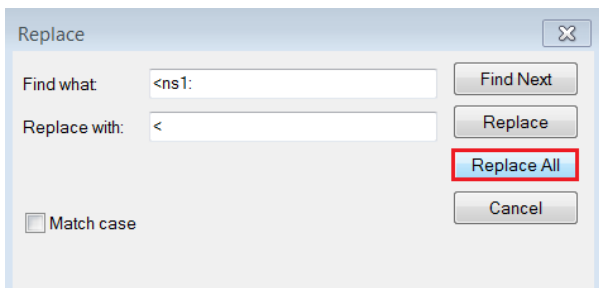 Replace
Find what: <ns1: Find Next
Replace with: < Replace
Replace All
Cancel
Match case